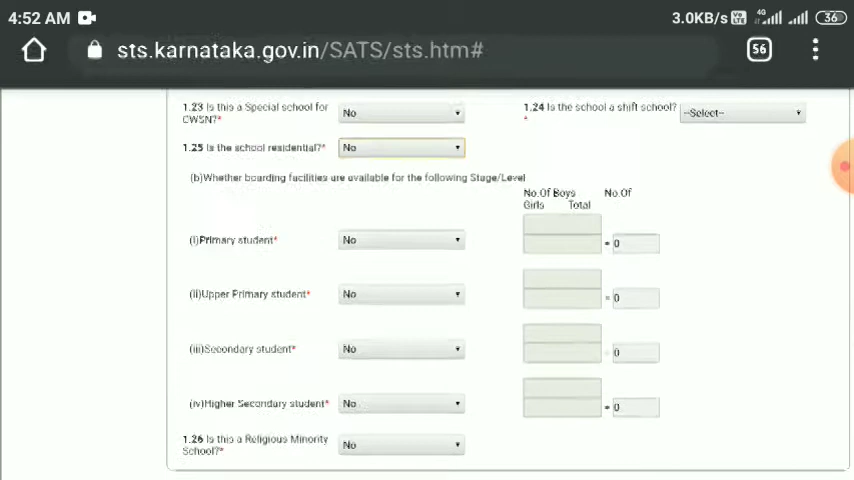 4:52 AM 3.0KB/s Vo LTE 4G 36
sts.karnataka.gov.in/SATS/sts.htm# 56
1.23 Is this a Special school for CWSN?* No 1.24 Is the school a shift school? * --Select--
1.25 Is the school residential?* No
(b)Whether boarding facilities are available for the following Stage/Level
No.Of Boys No.Of
Girls Total
(i)Primary student* No = 0
(ii)Upper Primary student* No = 0
(iii)Secondary student* No = 0
(iv)Higher Secondary student* No = 0
1.26 Is this a Religious Minority School?* No